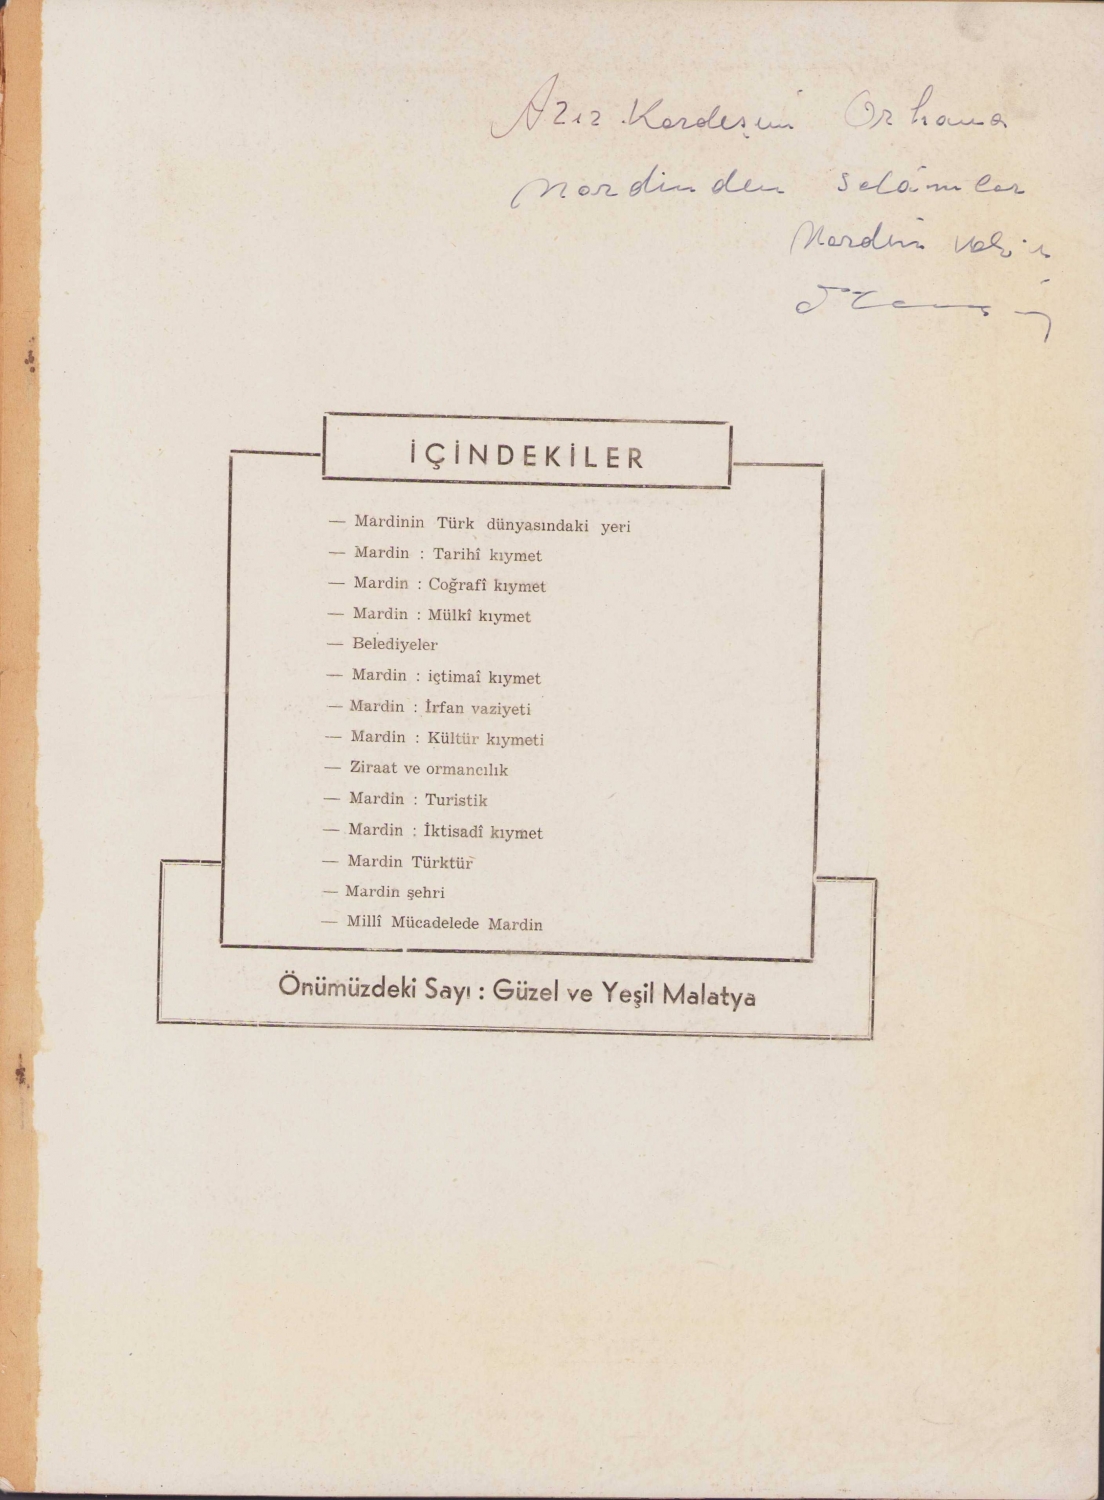 Aziz Kardeşim Orhana
Mardinden selâmlar
Mardin Valisi
İÇİNDEKİLER
— Mardinin Türk dünyasındaki yeri
— Mardin : Tarihî kıymet
— Mardin : Coğrafî kıymet
— Mardin : Mülkî kıymet
— Belediyeler
— Mardin : içtimaî kıymet
— Mardin : İrfan vaziyeti
— Mardin : Kültür kıymeti
— Ziraat ve ormancılık
— Mardin : Turistik
— Mardin : İktisadî kıymet
— Mardin Türktür
— Mardin şehri
— Millî Mücadelede Mardin
Önümüzdeki Sayı : Güzel ve Yeşil Malatya